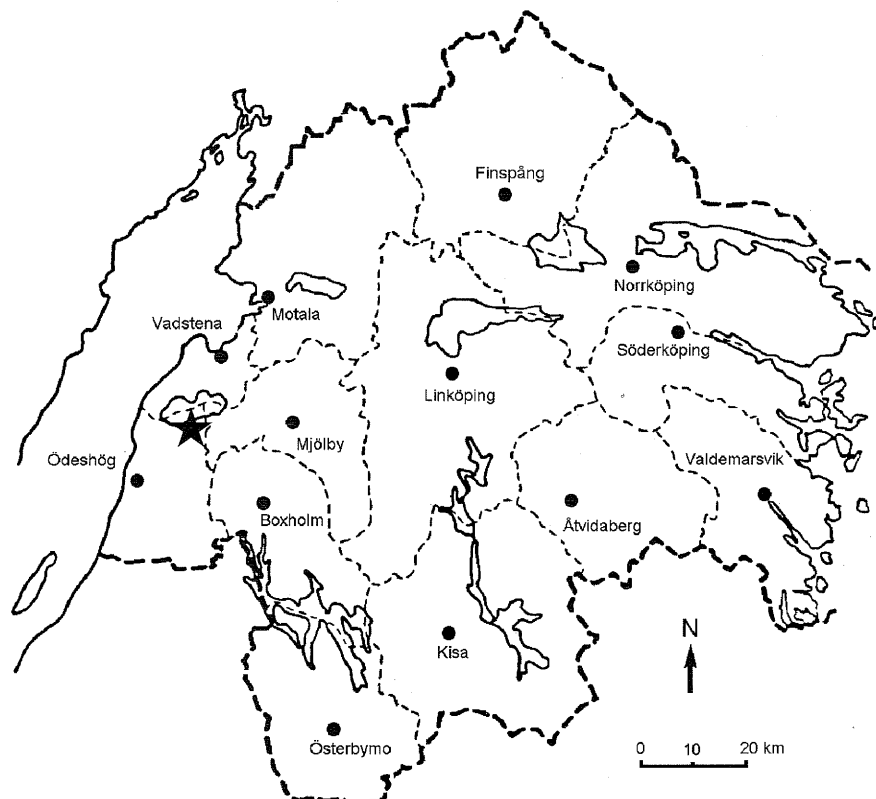 Finspång
Norrköping
Motala
Vadstena
Söderköping
Linköping
Mjölby
Ödeshög
Valdemarsvik
Boxholm
Åtvidaberg
N
Kisa
Österbymo
0 10 20 km